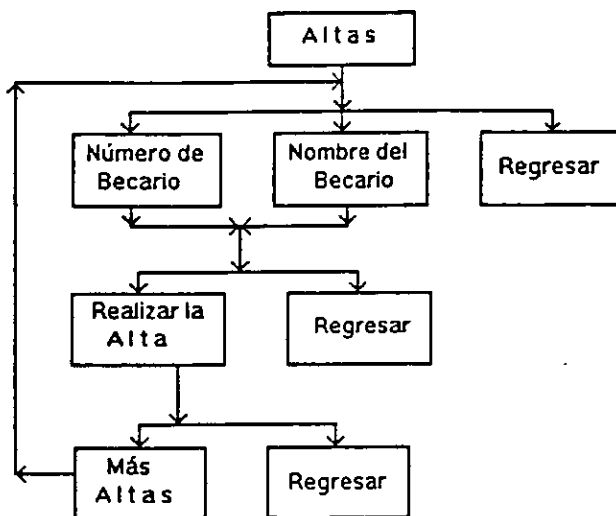 Altas
Número de
Becario
Nombre del
Becario
Regresar
Realizar la
Alta
Regresar
Más
Altas
Regresar